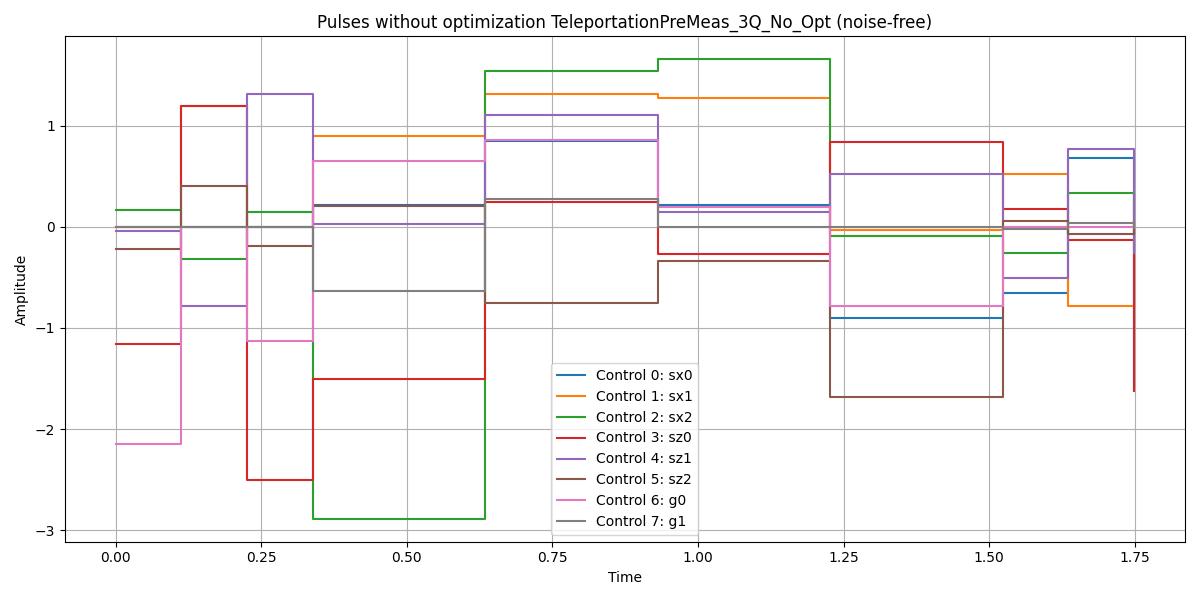 Pulses without optimization TeleportationPreMeas_3Q_No_Opt (noise-free)
Amplitude
1
0
−1
−2
−3
Control 0: sx0
Control 1: sx1
Control 2: sx2
Control 3: sz0
Control 4: sz1
Control 5: sz2
Control 6: g0
Control 7: g1
0.00 0.25 0.50 0.75 1.00 1.25 1.50 1.75
Time